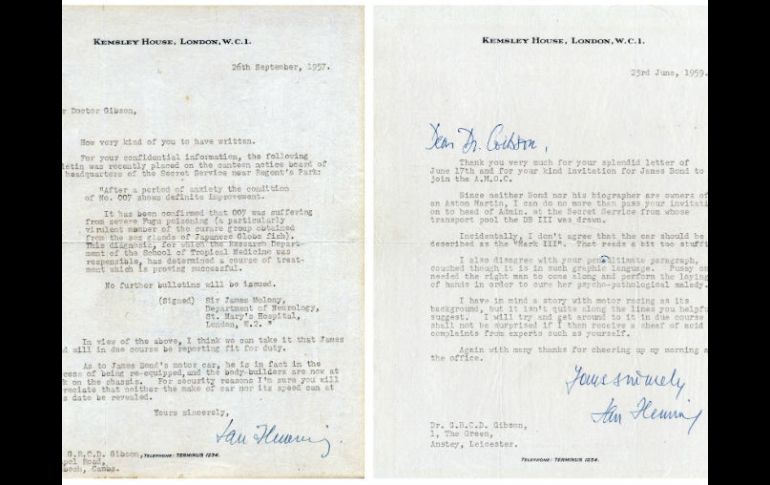 KEMSLEY HOUSE, LONDON, W.C.1.
26th September, 1957.
Doctor Gibson,
How very kind of you to have written.
For your confidential information, the following
letin was recently placed on the canteen notice board of
headquarters of the Secret Service near Regent's Park:
"After a period of anxiety the condition
of No. 007 shows definite improvement.
It has been confirmed that 007 was suffering
from severe Fugu poisoning (a particularly
virulent member of the curare group obtained
from the sex glands of Japanese Globe fish).
This diagnosis, for which the Research Depart-
ment of the School of Tropical Medicine was
responsible, has determined a course of treat-
ment which is proving successful.
No further bulletins will be issued.
(Signed) Sir James Molony,
Department of Neurology,
St. Mary's Hospital,
London, W.2. "
In view of the above, I think we can take it that James
d will in due course be reporting fit for duty.
As to James Bond's motor car, he is in fact in the
cess of being re-equipped, and the body-builders are now at
k on the chassis. For security reasons I'm sure you will
preciate that neither the make of car nor its speed can at
s date be revealed.
Yours sincerely,
Ian Fleming.
G.R.C.D. Gibson,
TELEPHONE: TERMINUS 1234.
pel Road,
bech, Cambs.
KEMSLEY HOUSE, LONDON, W.C.1.
23rd June, 1959.
Dear Dr. Gibson,
Thank you very much for your splendid letter of
June 17th and for your kind invitation for James Bond to
join the A.M.O.C.
Since neither Bond nor his biographer are owners of
an Aston Martin, I can do no more than pass your invitati
on to head of Admin. at the Secret Service from whose
transport pool the DB III was drawn.
Incidentally, I don't agree that the car should be
described as the "Mark III". That reads a bit too stuffi
I also disagree with your penultimate paragraph,
couched though it is in such graphic language. Pussy on
needed the right man to come along and perform the laying
of hands in order to cure her psycho-pathological malady.
I have in mind a story with motor racing as its
background, but it isn't quite along the lines you helpfu
suggest. I will try and get around to it in due course
shall not be surprised if I then receive a sheaf of acid
complaints from experts such as yourself.
Again with many thanks for cheering up my morning a
the office.
Yours sincerely
Ian Fleming
Dr. G.R.C.D. Gibson,
1, The Green,
Anstey, Leicester.
TELEPHONE: TERMINUS 1234.